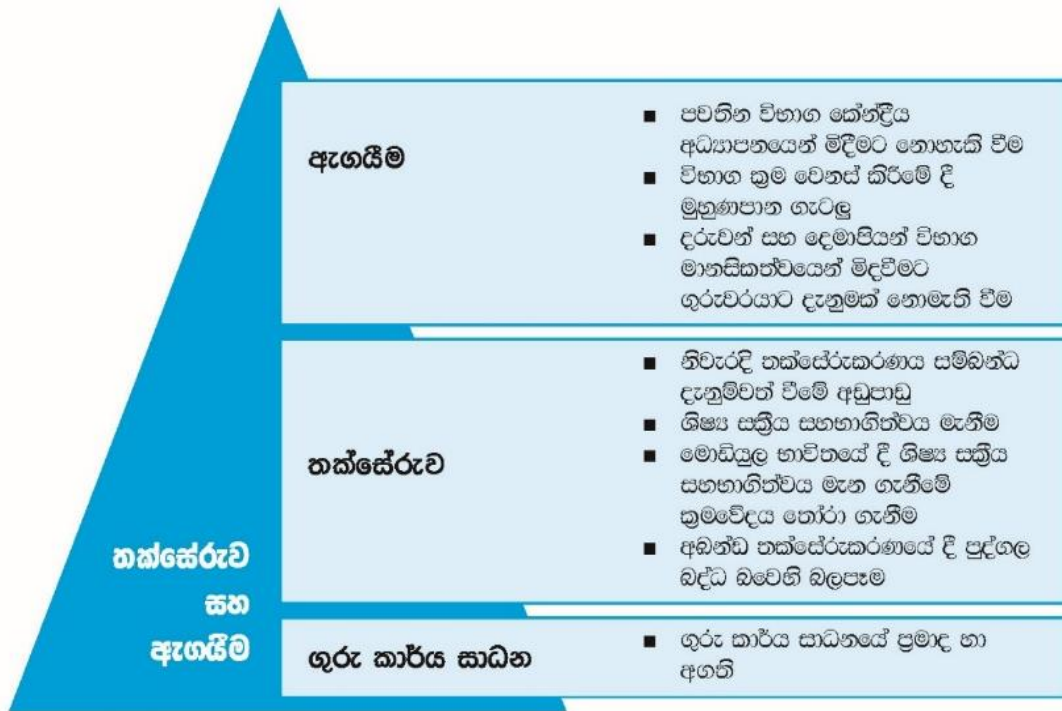 ඇගයීම
■ පවතින විභාග කේන්ද්‍රීය
අධ්‍යාපනයෙන් මිදීමට නොහැකි වීම
■ විභාග ක්‍රම වෙනස් කිරීමේ දී
මුහුණපාන ගැටලු
■ දරුවන් සහ දෙමාපියන් විභාග
මානසිකත්වයෙන් මිදවීමට
ගුරුවරයාට දැනුමක් නොමැති වීම
තක්සේරුව
■ නිවැරදි තක්සේරුකරණය සම්බන්ධ
දැනුම්වත් වීමේ අඩුපාඩු
■ ශිෂ්‍ය සක්‍රීය සහභාගිත්වය මැනීම
■ මොඩියුල භාවිතයේ දී ශිෂ්‍ය සක්‍රීය
සහභාගිත්වය මැන ගැනීමේ
ක්‍රමවේදය තෝරා ගැනීම
■ අඛන්ඩ තක්සේරුකරණයේ දී පුද්ගල
බද්ධ බවෙහි බලපෑම
ගුරු කාර්ය සාධන
■ ගුරු කාර්ය සාධනයේ ප්‍රමාද හා
අගති
තක්සේරුව
සහ
ඇගයීම